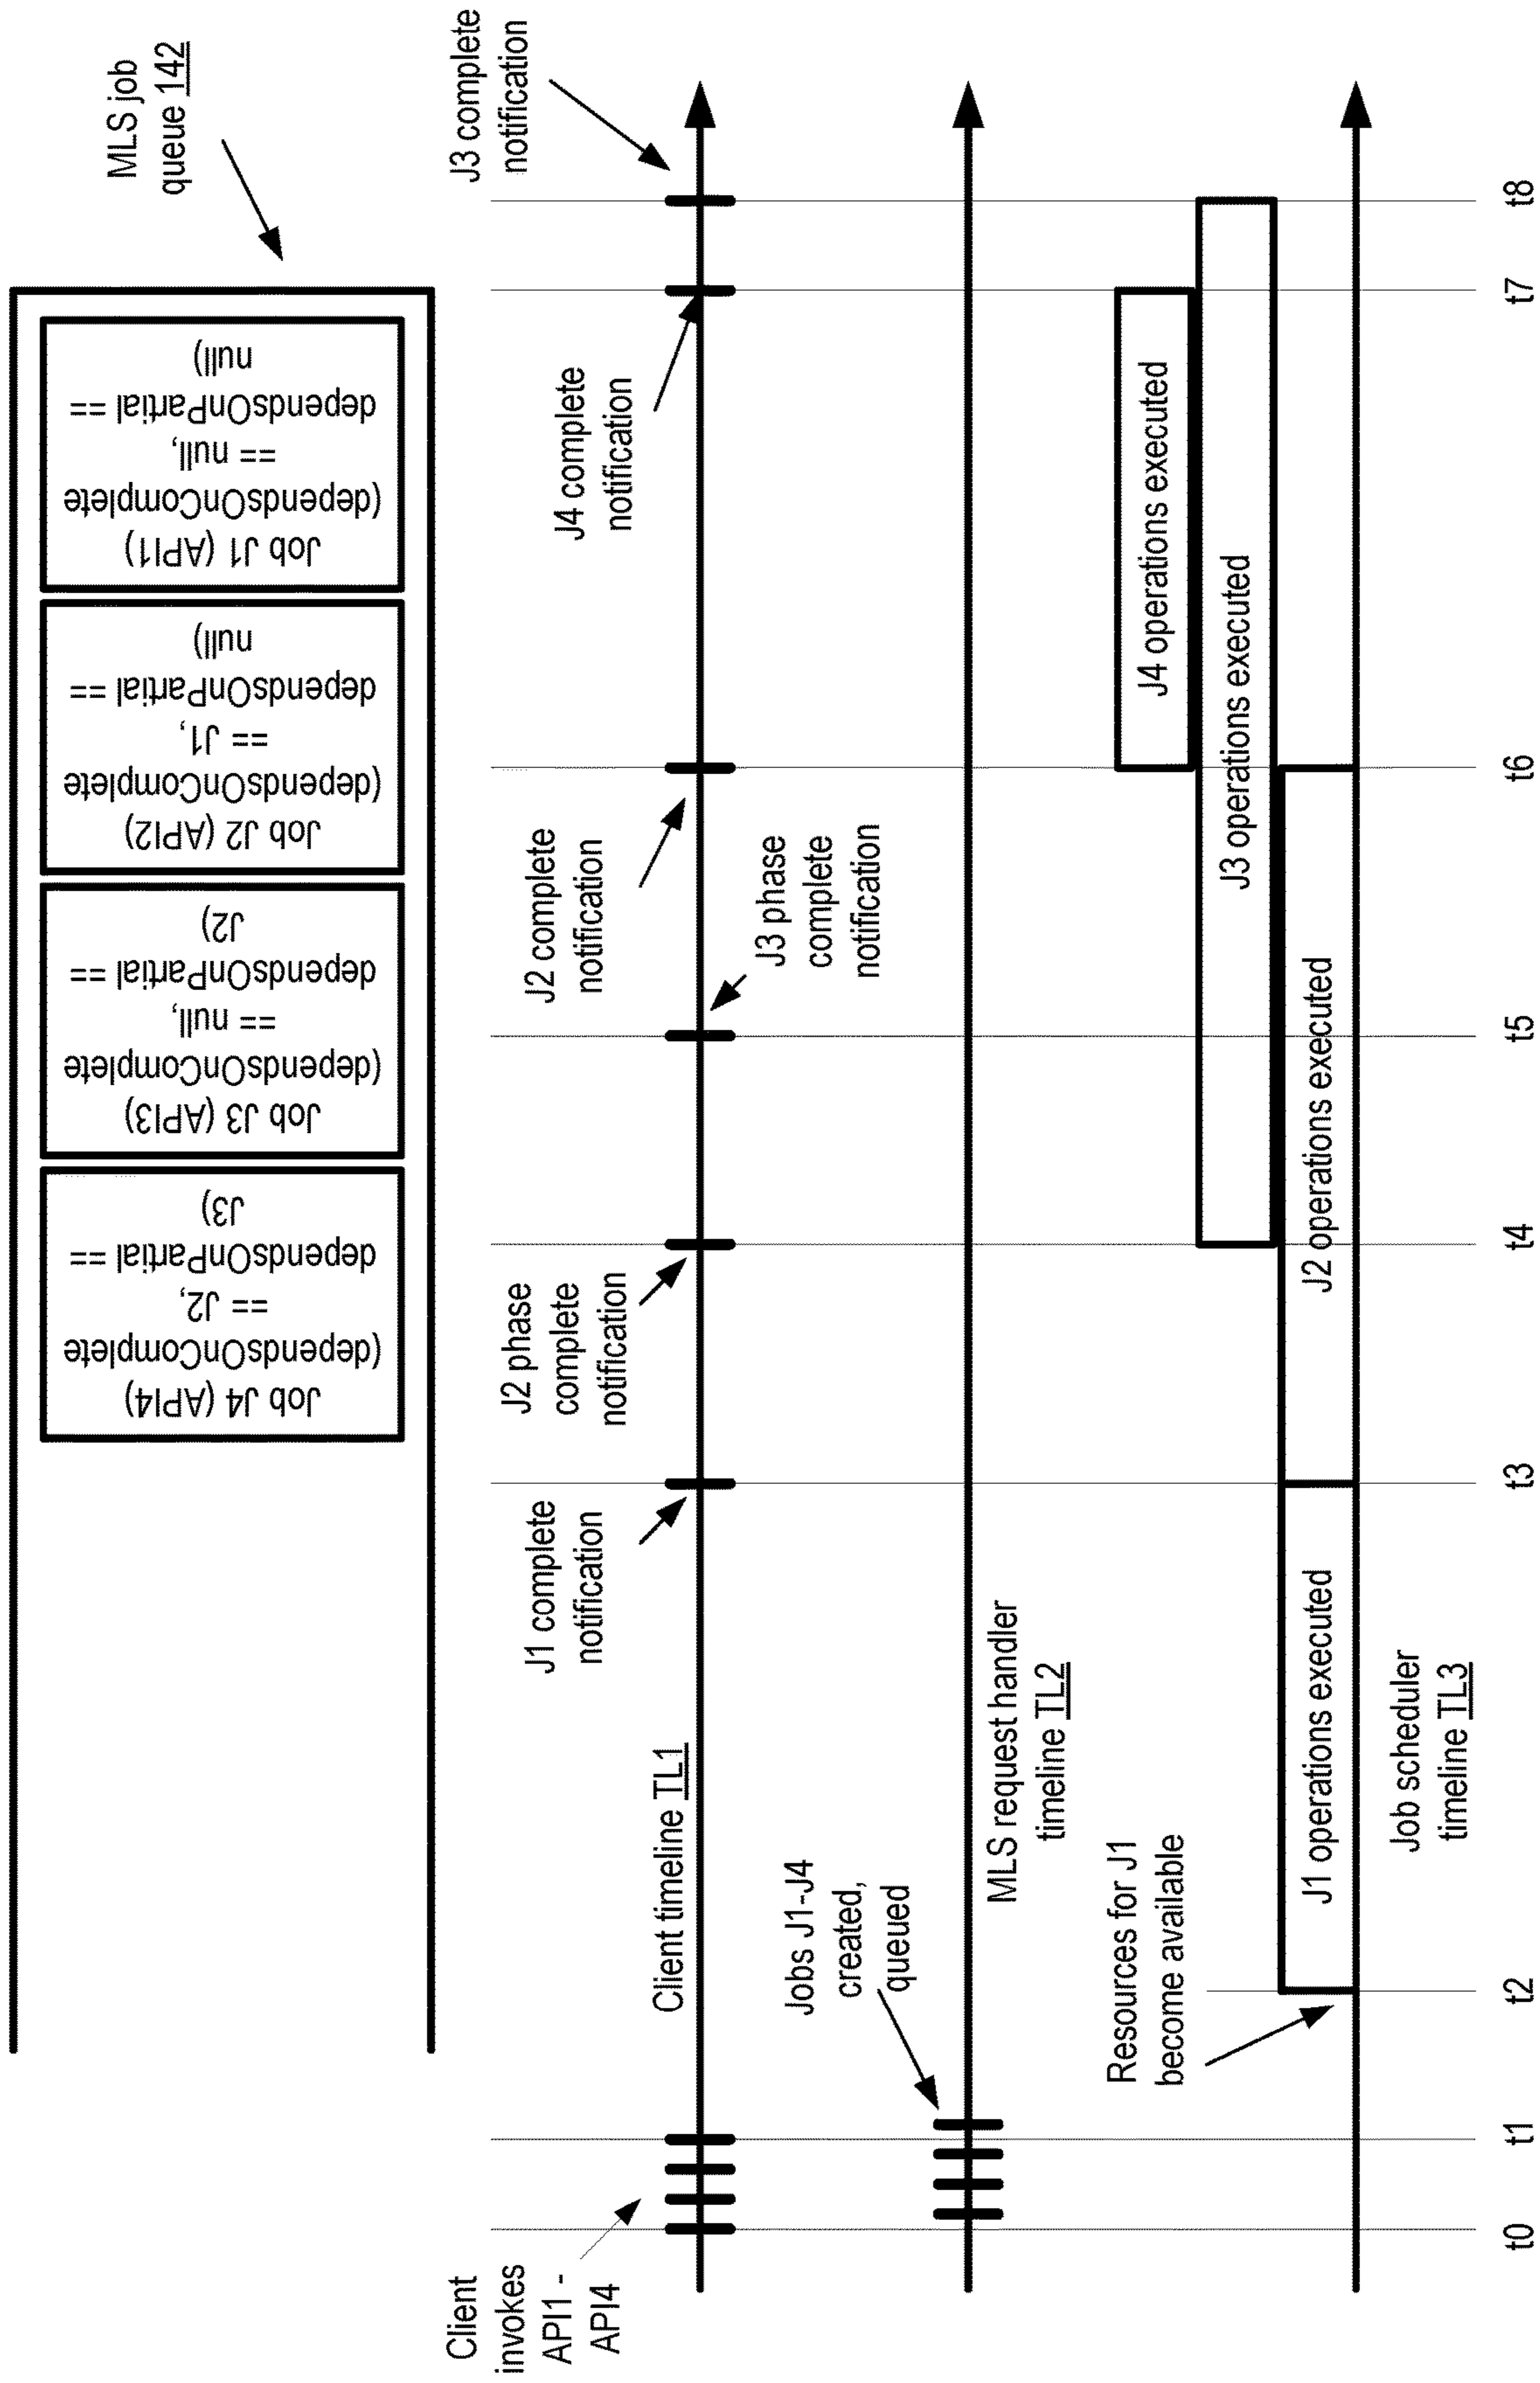 MLS job
queue 142
Job J4 (API4)
(dependsOnComplete
== J2,
dependsOnPartial ==
J3)
Job J3 (API3)
(dependsOnComplete
== null,
dependsOnPartial ==
J2)
Job J2 (API2)
(dependsOnComplete
== J1,
dependsOnPartial ==
null)
Job J1 (API1)
(dependsOnComplete
== null,
dependsOnPartial ==
null)
Client
invokes
API1 -
API4
J1 complete
notification
J2 phase
complete
notification
J2 complete
notification
J3 phase
complete
notification
J4 complete
notification
J3 complete
notification
Client timeline TL1
Jobs J1-J4
created,
queued
MLS request handler
timeline TL2
Resources for J1
become available
J4 operations executed
J3 operations executed
J1 operations executed
J2 operations executed
Job scheduler
timeline TL3
t0
t1
t2
t3
t4
t5
t6
t7
t8